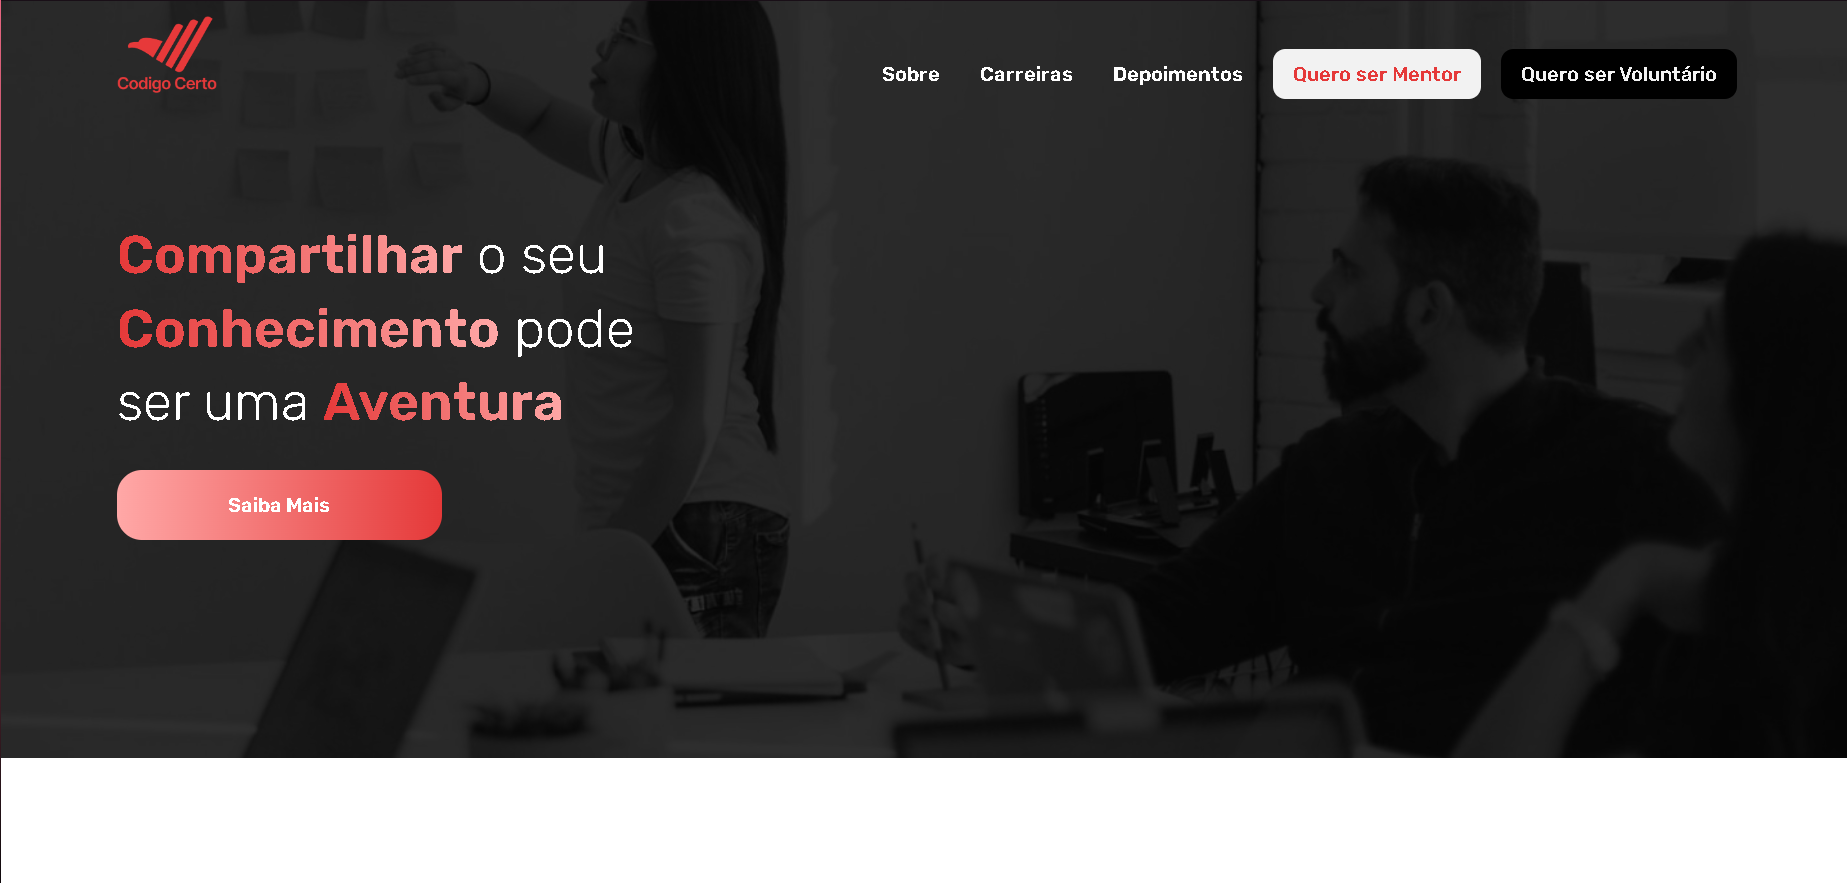 Codigo Certo
Sobre
Carreiras
Depoimentos
Quero ser Mentor
Quero ser Voluntário
Compartilhar o seu
Conhecimento pode
ser uma Aventura
Saiba Mais